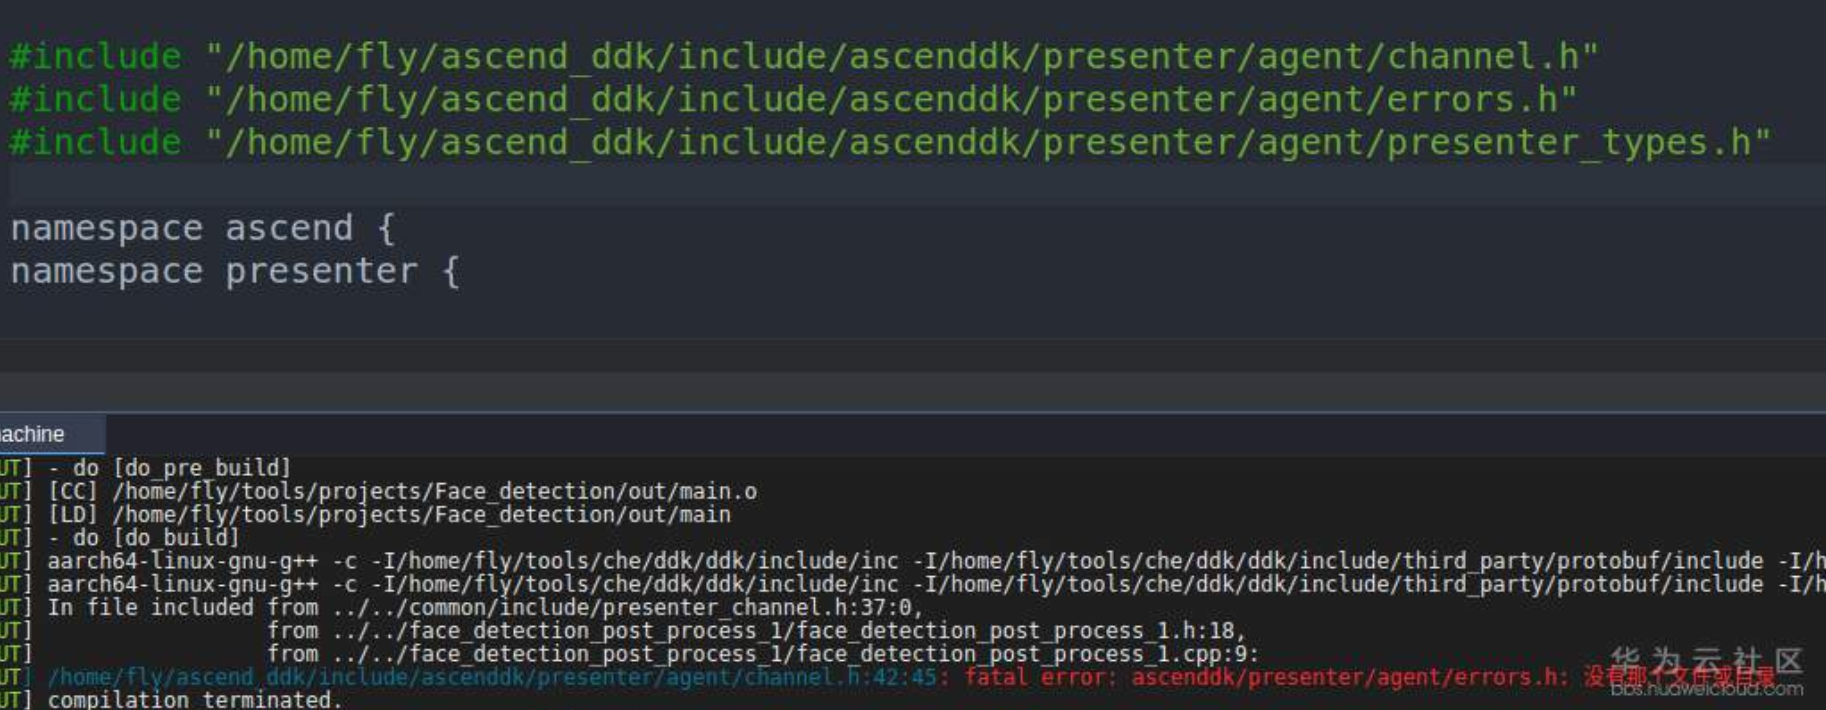 #include "/home/fly/ascend_ddk/include/ascenddk/presenter/agent/channel.h"
#include "/home/fly/ascend_ddk/include/ascenddk/presenter/agent/errors.h"
#include "/home/fly/ascend_ddk/include/ascenddk/presenter/agent/presenter_types.h"
namespace ascend {
namespace presenter {
achine
UT] - do [do_pre_build]
UT] [CC] /home/fly/tools/projects/Face_detection/out/main.o
UT] [LD] /home/fly/tools/projects/Face_detection/out/main
UT] - do [do_build]
UT] aarch64-linux-gnu-g++ -c -I/home/fly/tools/che/ddk/ddk/include/inc -I/home/fly/tools/che/ddk/ddk/include/third_party/protobuf/include -I/h
UT] aarch64-linux-gnu-g++ -c -I/home/fly/tools/che/ddk/ddk/include/inc -I/home/fly/tools/che/ddk/ddk/include/third_party/protobuf/include -I/h
UT] In file included from ../../common/include/presenter_channel.h:37:0,
UT] from ../../face_detection_post_process_1/face_detection_post_process_1.h:18,
UT] from ../../face_detection_post_process_1/face_detection_post_process_1.cpp:9:
UT] /home/fly/ascend_ddk/include/ascenddk/presenter/agent/channel.h:42:45: fatal error: ascenddk/presenter/agent/errors.h: 没有那个文件或目录
UT] compilation terminated.
华为云社区
bbs.huaweicloud.com